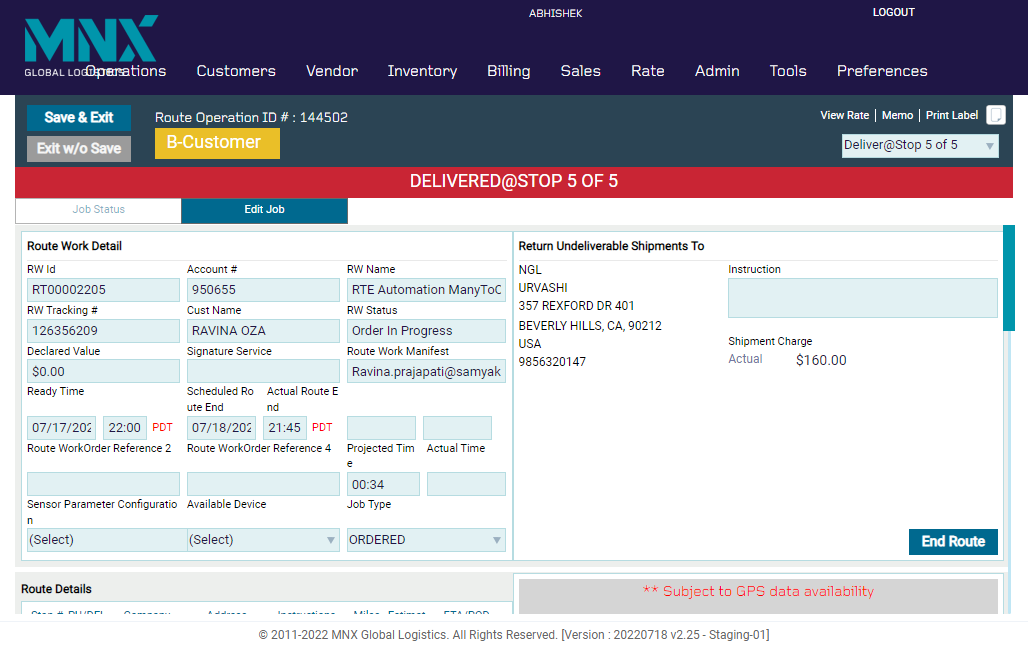 ABHISHEK
LOGOUT
MNX
GLOBAL LOGISTICS
Operations Customers Vendor Inventory Billing Sales Rate Admin Tools Preferences
Save & Exit
Exit w/o Save
Route Operation ID # : 144502
B-Customer
View Rate | Memo | Print Label
Deliver@Stop 5 of 5
DELIVERED@STOP 5 OF 5
Job Status Edit Job
Route Work Detail
RW Id Account # RW Name
RT00002205 950655 RTE Automation ManyToO
RW Tracking # Cust Name RW Status
126356209 RAVINA OZA Order In Progress
Declared Value Signature Service Route Work Manifest
$0.00 Ravina.prajapati@samyak
Ready Time Scheduled Ro Actual Route E
ute End nd
07/17/202 22:00 PDT 07/18/202 21:45 PDT
Route WorkOrder Reference 2 Route WorkOrder Reference 4 Projected Tim Actual Time
e
00:34
Sensor Parameter Configuratio Available Device Job Type
n
(Select) (Select) ORDERED
Return Undeliverable Shipments To
NGL
URVASHI
357 REXFORD DR 401
BEVERLY HILLS, CA, 90212
USA
9856320147
Instruction
Shipment Charge
Actual $160.00
End Route
Route Details
** Subject to GPS data availability
Stop # PU/DEL Company Address Instructions Miles Estimat ETA/POD
© 2011-2022 MNX Global Logistics. All Rights Reserved. [Version : 20220718 v2.25 - Staging-01]